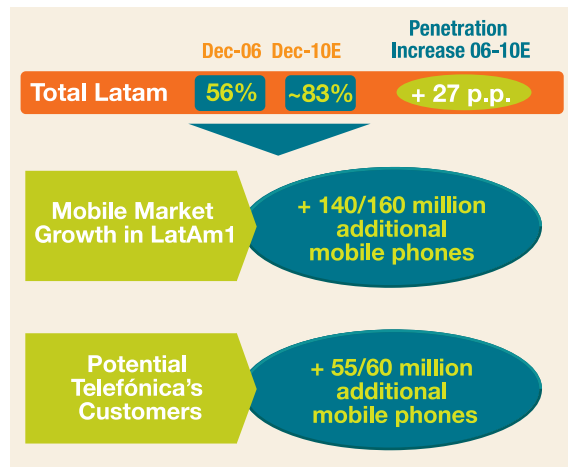 Penetration
Dec-06 Dec-10E Increase 06-10E
Total Latam 56% ~83% + 27 p.p.
Mobile Market
Growth in LatAm1
+ 140/160 million
additional
mobile phones
Potential
Telefónica's
Customers
+ 55/60 million
additional
mobile phones